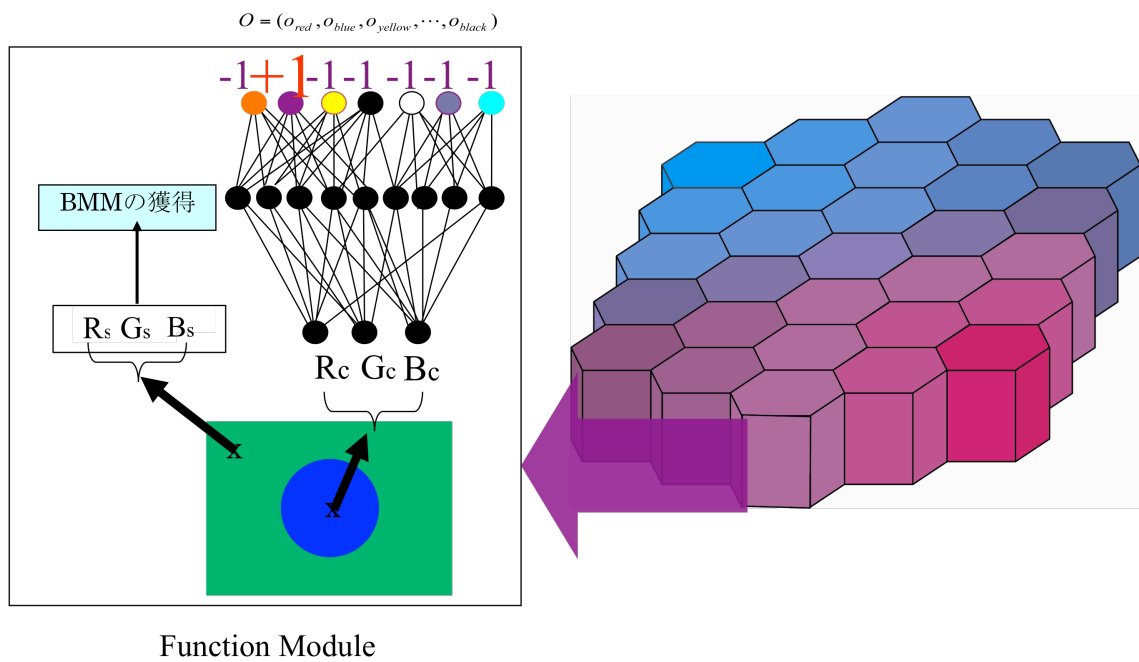 O = (o_red, o_blue, o_yellow, ⋯, o_black)
-1 +1 -1 -1 -1 -1 -1
BMMの獲得
Rs Gs Bs
Rc Gc Bc
x
x
Function Module